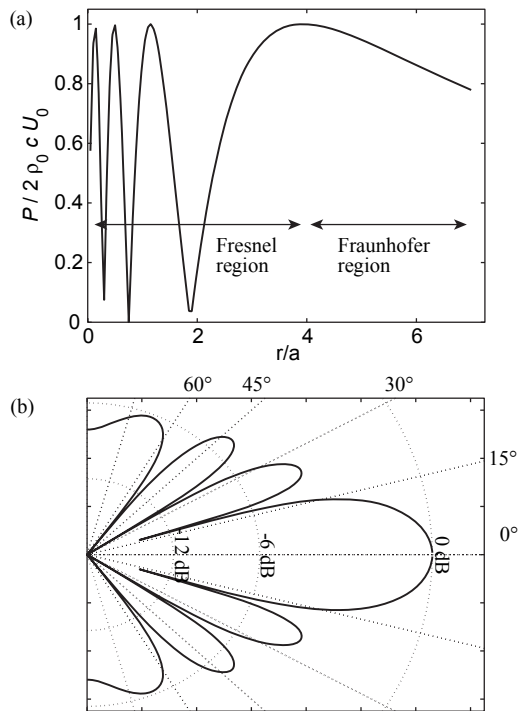 (a)
P / 2 ρ₀ c U₀
1
0.8
0.6
0.4
0.2
0
Fresnel
region
Fraunhofer
region
0
2
4
6
r/a
(b)
60°
45°
30°
15°
0°
-12 dB
-6 dB
0 dB